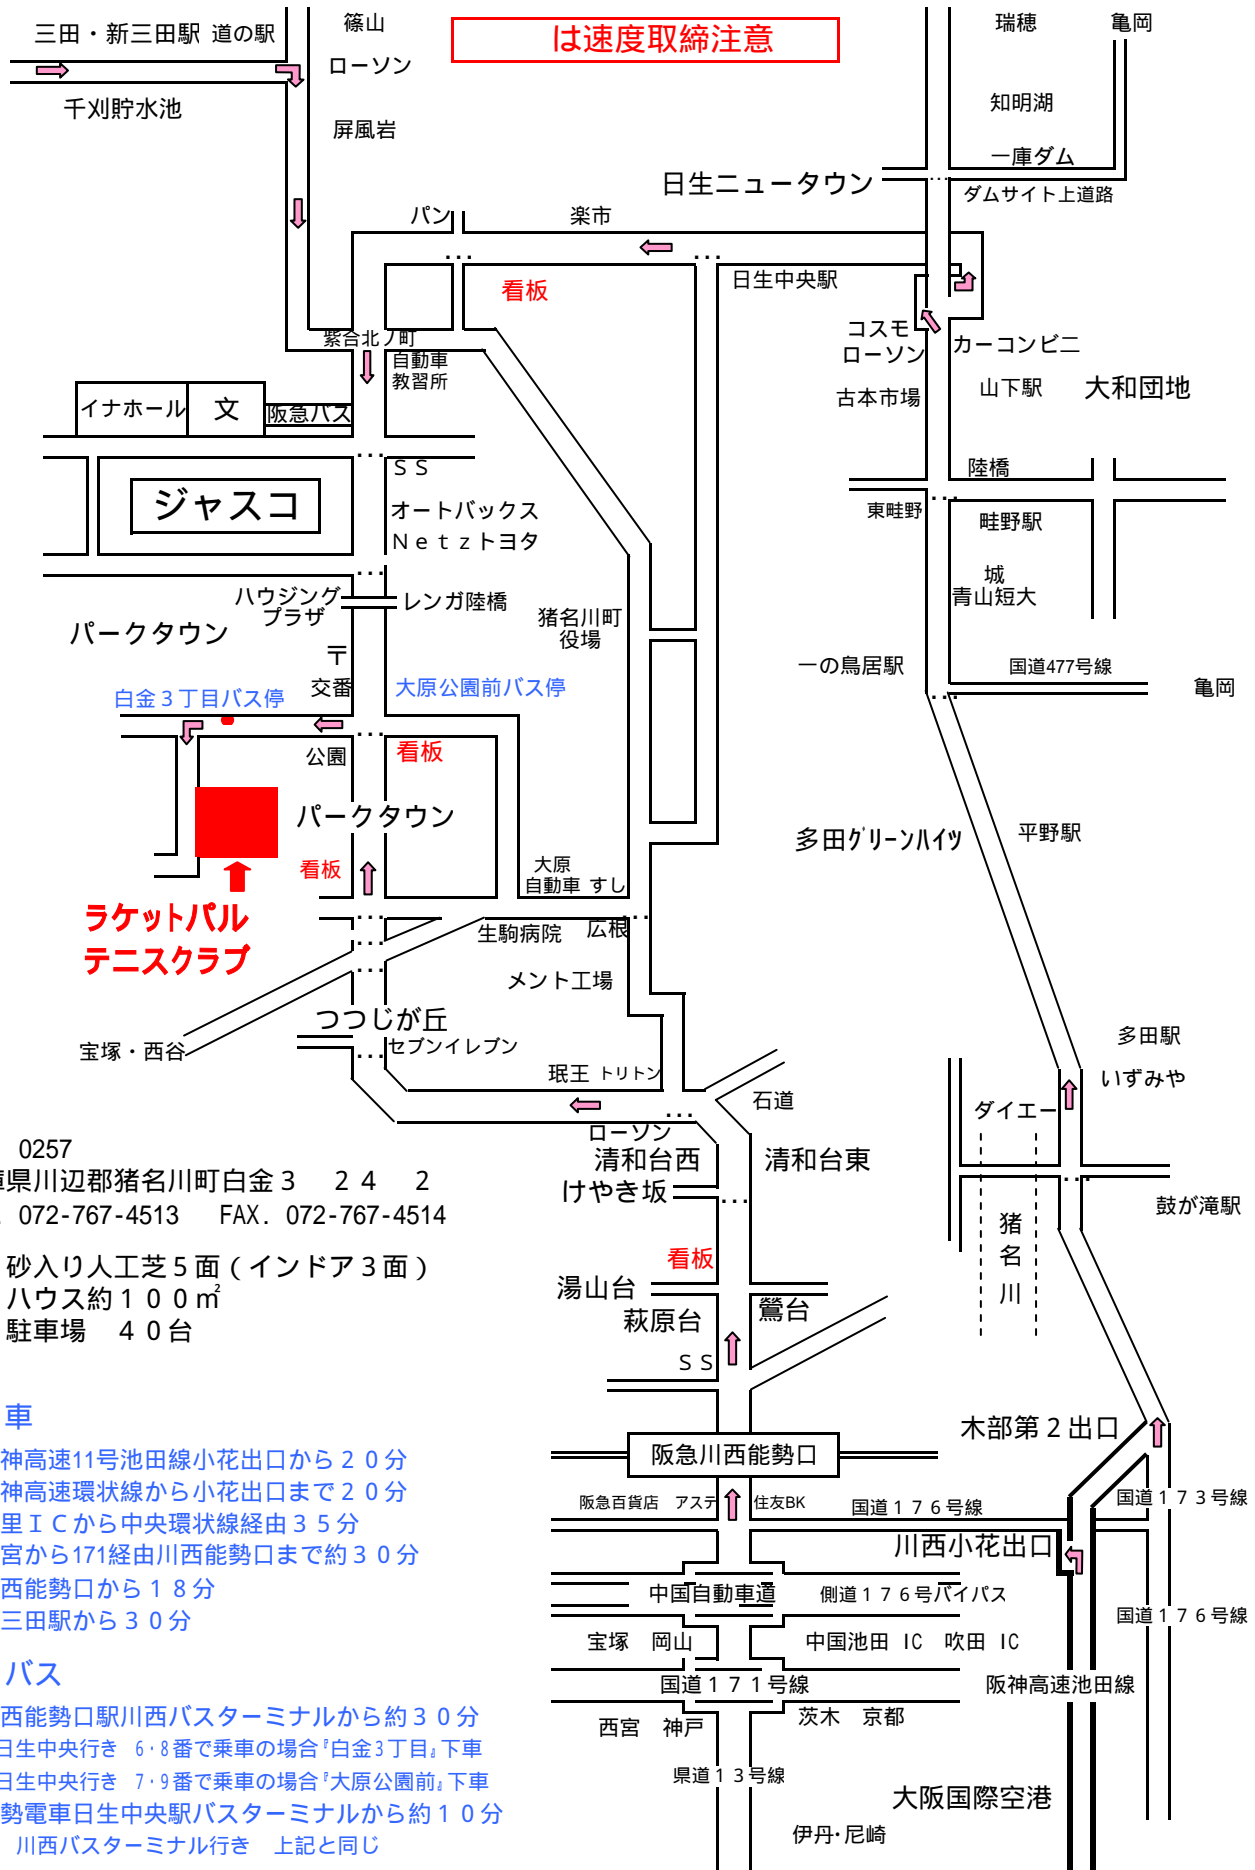 三田・新三田駅 道の駅
篠山
は速度取締注意
瑞穂
亀岡
ローソン
千刈貯水池
屏風岩
知明湖
一庫ダム
日生ニュータウン
ダムサイト上道路
パン
楽市
日生中央駅
看板
紫合北ノ町
自動車
教習所
コスモ
ローソン
カーコンビニ
古本市場
山下駅
大和団地
イナホール
文
阪急バス
ＳＳ
陸橋
ジャスコ
オートバックス
Ｎｅｔｚトヨタ
東畦野
畦野駅
城
青山短大
ハウジング
プラザ
レンガ陸橋
猪名川町
役場
パークタウン
〒
交番
一の鳥居駅
国道477号線
亀岡
白金３丁目バス停
大原公園前バス停
公園
看板
パークタウン
多田グリーンハイツ
平野駅
看板
大原
自動車 すし
ラケットパル
テニスクラブ
生駒病院
広根
メント工場
つつじが丘
セブンイレブン
宝塚・西谷
珉王 トリトン
石道
多田駅
いずみや
ダイエー
ローソン
清和台西
清和台東
けやき坂
鼓が滝駅
猪名川
0257
県川辺郡猪名川町白金３　２４　２
. 072-767-4513　FAX. 072-767-4514
砂入り人工芝５面（インドア３面）
ハウス約１００㎡
駐車場　４０台
看板
湯山台
萩原台
鶯台
ＳＳ
車
神高速11号池田線小花出口から２０分
神高速環状線から小花出口まで２０分
里ＩＣから中央環状線経由３５分
宮から171経由川西能勢口まで約３０分
西能勢口から１８分
三田駅から３０分
木部第２出口
阪急川西能勢口
阪急百貨店　アステ
住友BK
国道１７６号線
国道１７３号線
川西小花出口
中国自動車道
側道１７６号バイパス
国道１７６号線
宝塚　岡山
中国池田 IC　吹田 IC
国道１７１号線
阪神高速池田線
西宮　神戸
茨木　京都
県道１３号線
大阪国際空港
伊丹・尼崎
バス
西能勢口駅川西バスターミナルから約３０分
日生中央行き　6・8番で乗車の場合『白金3丁目』下車
日生中央行き　7・9番で乗車の場合『大原公園前』下車
勢電車日生中央駅バスターミナルから約１０分
川西バスターミナル行き　上記と同じ